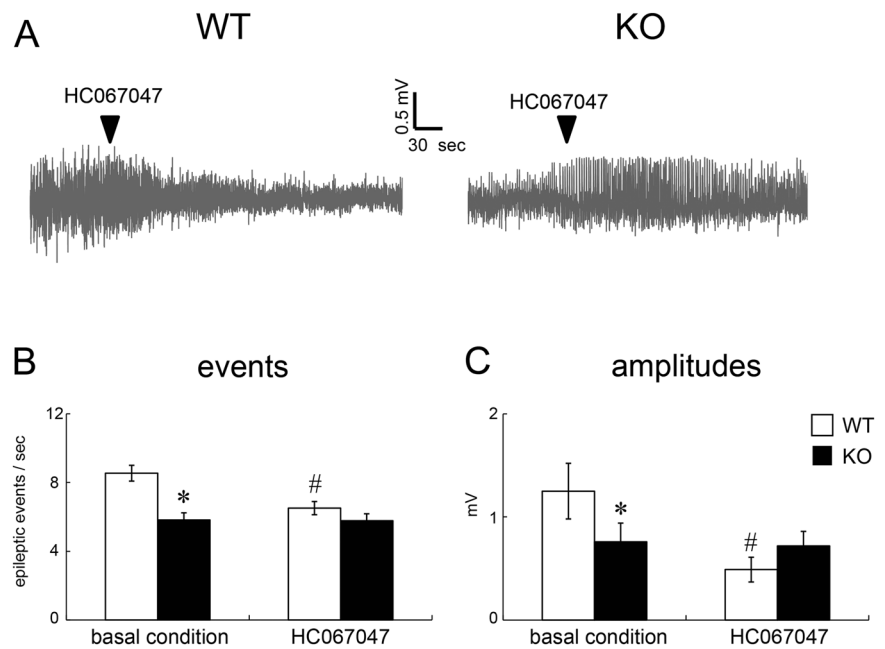 A
WT
KO
HC067047
HC067047
0.5 mV
30 sec
B
events
12
8
4
0
epileptic events / sec
*
#
basal condition
HC067047
C
amplitudes
2
1
0
mV
*
#
WT
KO
basal condition
HC067047